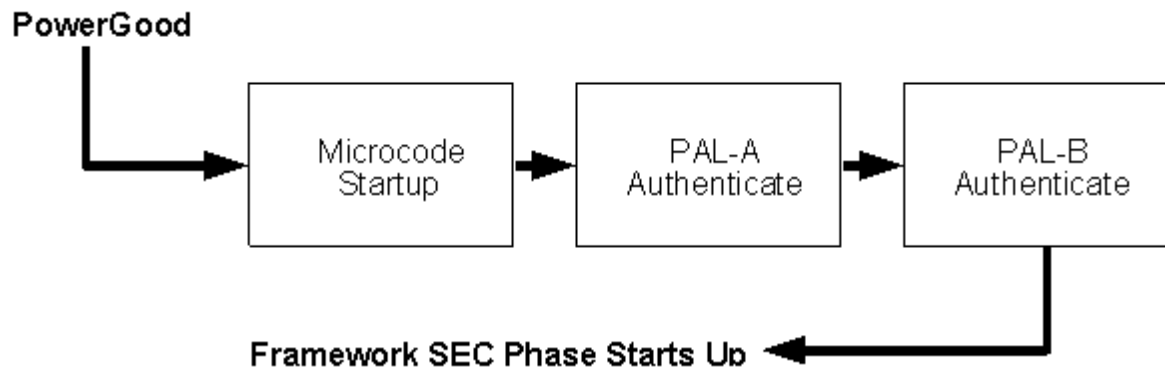 PowerGood
Microcode
Startup
PAL-A
Authenticate
PAL-B
Authenticate
Framework SEC Phase Starts Up